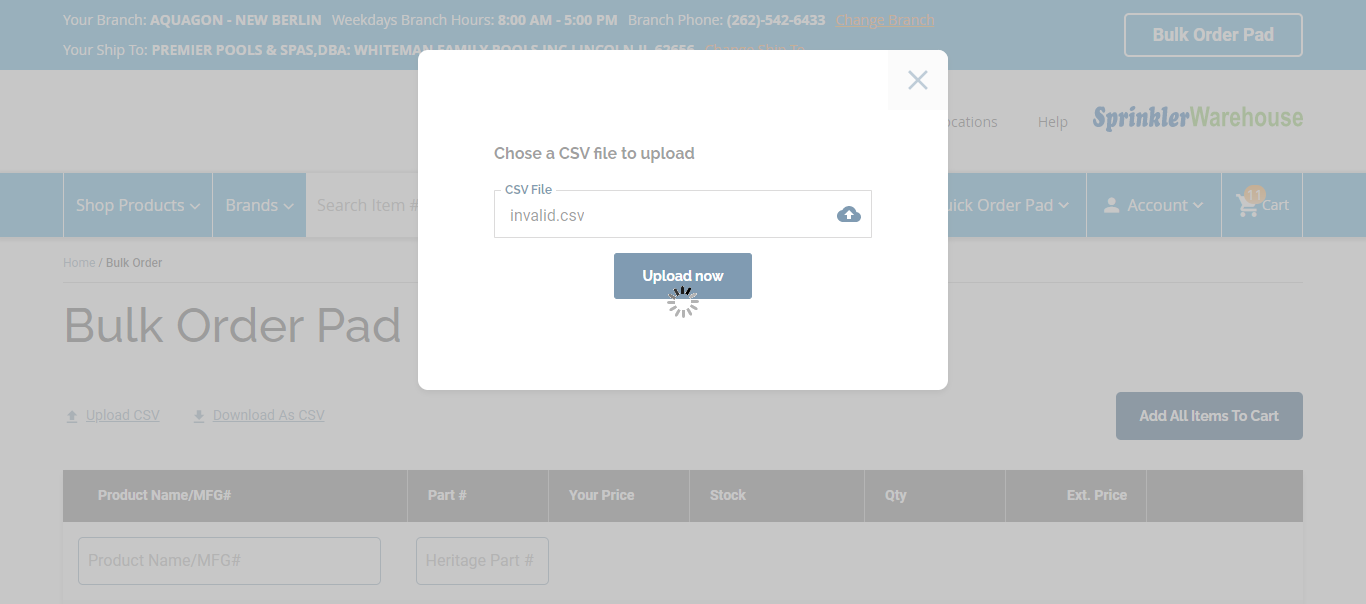 Your Branch: AQUAGON - NEW BERLIN Weekdays Branch Hours: 8:00 AM - 5:00 PM Branch Phone: (262)-542-6433 Change Branch
Bulk Order Pad
Your Ship To: PREMIER POOLS & SPAS,DBA: WHITEMAN FAMILY POOLS INC LINCOLN IL 62656 Change Ship To
ocations Help SprinklerWarehouse
Chose a CSV file to upload
CSV File
invalid.csv
Upload now
Shop Products Brands Search Item # uick Order Pad Account 11 Cart
Home / Bulk Order
Bulk Order Pad
Upload CSV Download As CSV Add All Items To Cart
Product Name/MFG# Part # Your Price Stock Qty Ext. Price
Product Name/MFG# Heritage Part #